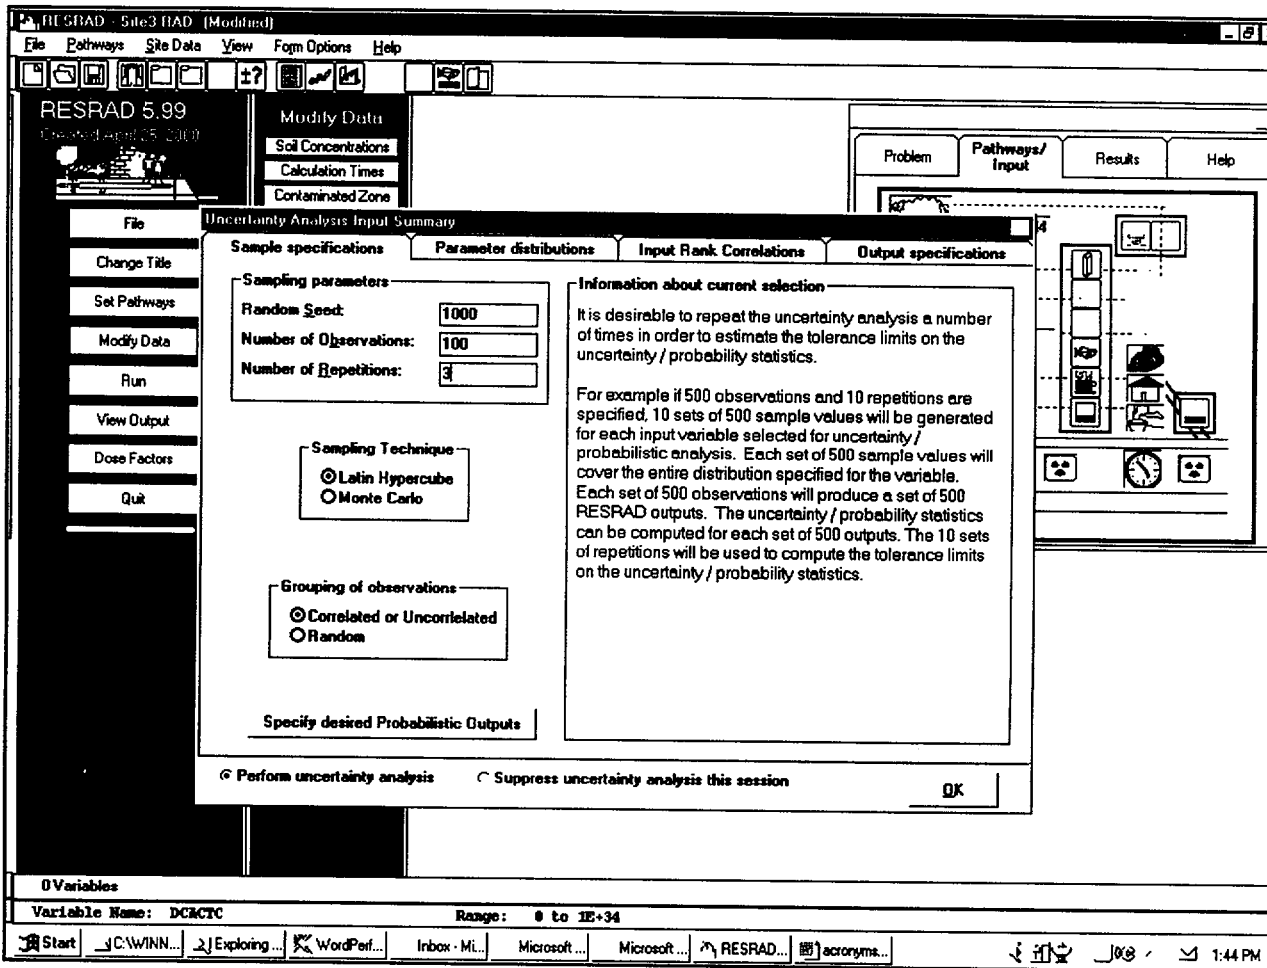 RESRAD - Site3.RAD (Modified)
File Pathways Site Data View Form Options Help
±?
RESRAD 5.99
Created April 25, 2000
File
Change Title
Set Pathways
Modify Data
Run
View Output
Dose Factors
Quit
Modify Data
Soil Concentrations
Calculation Times
Contaminated Zone
Problem Pathways/ Input Results Help
Uncertainty Analysis Input Summary
Sample specifications Parameter distributions Input Rank Correlations Output specifications
Sampling parameters
Random Seed: 1000
Number of Observations: 100
Number of Repetitions: 3
Sampling Technique
Latin Hypercube
Monte Carlo
Grouping of observations
Correlated or Uncorrlelated
Random
Specify desired Probabilistic Outputs
Information about current selection
It is desirable to repeat the uncertainty analysis a number
of times in order to estimate the tolerance limits on the
uncertainty / probability statistics.
For example if 500 observations and 10 repetitions are
specified, 10 sets of 500 sample values will be generated
for each input variable selected for uncertainty /
probabilistic analysis. Each set of 500 sample values will
cover the entire distribution specified for the variable.
Each set of 500 observations will produce a set of 500
RESRAD outputs. The uncertainty / probability statistics
can be computed for each set of 500 outputs. The 10 sets
of repetitions will be used to compute the tolerance limits
on the uncertainty / probability statistics.
Perform uncertainty analysis Suppress uncertainty analysis this session
OK
0 Variables
Variable Name: DCACTC Range: 0 to 1E+34
Start C:\WINN... Exploring ... WordPerf... Inbox - Mi... Microsoft ... Microsoft ... RESRAD... acronyms... 1:44 PM